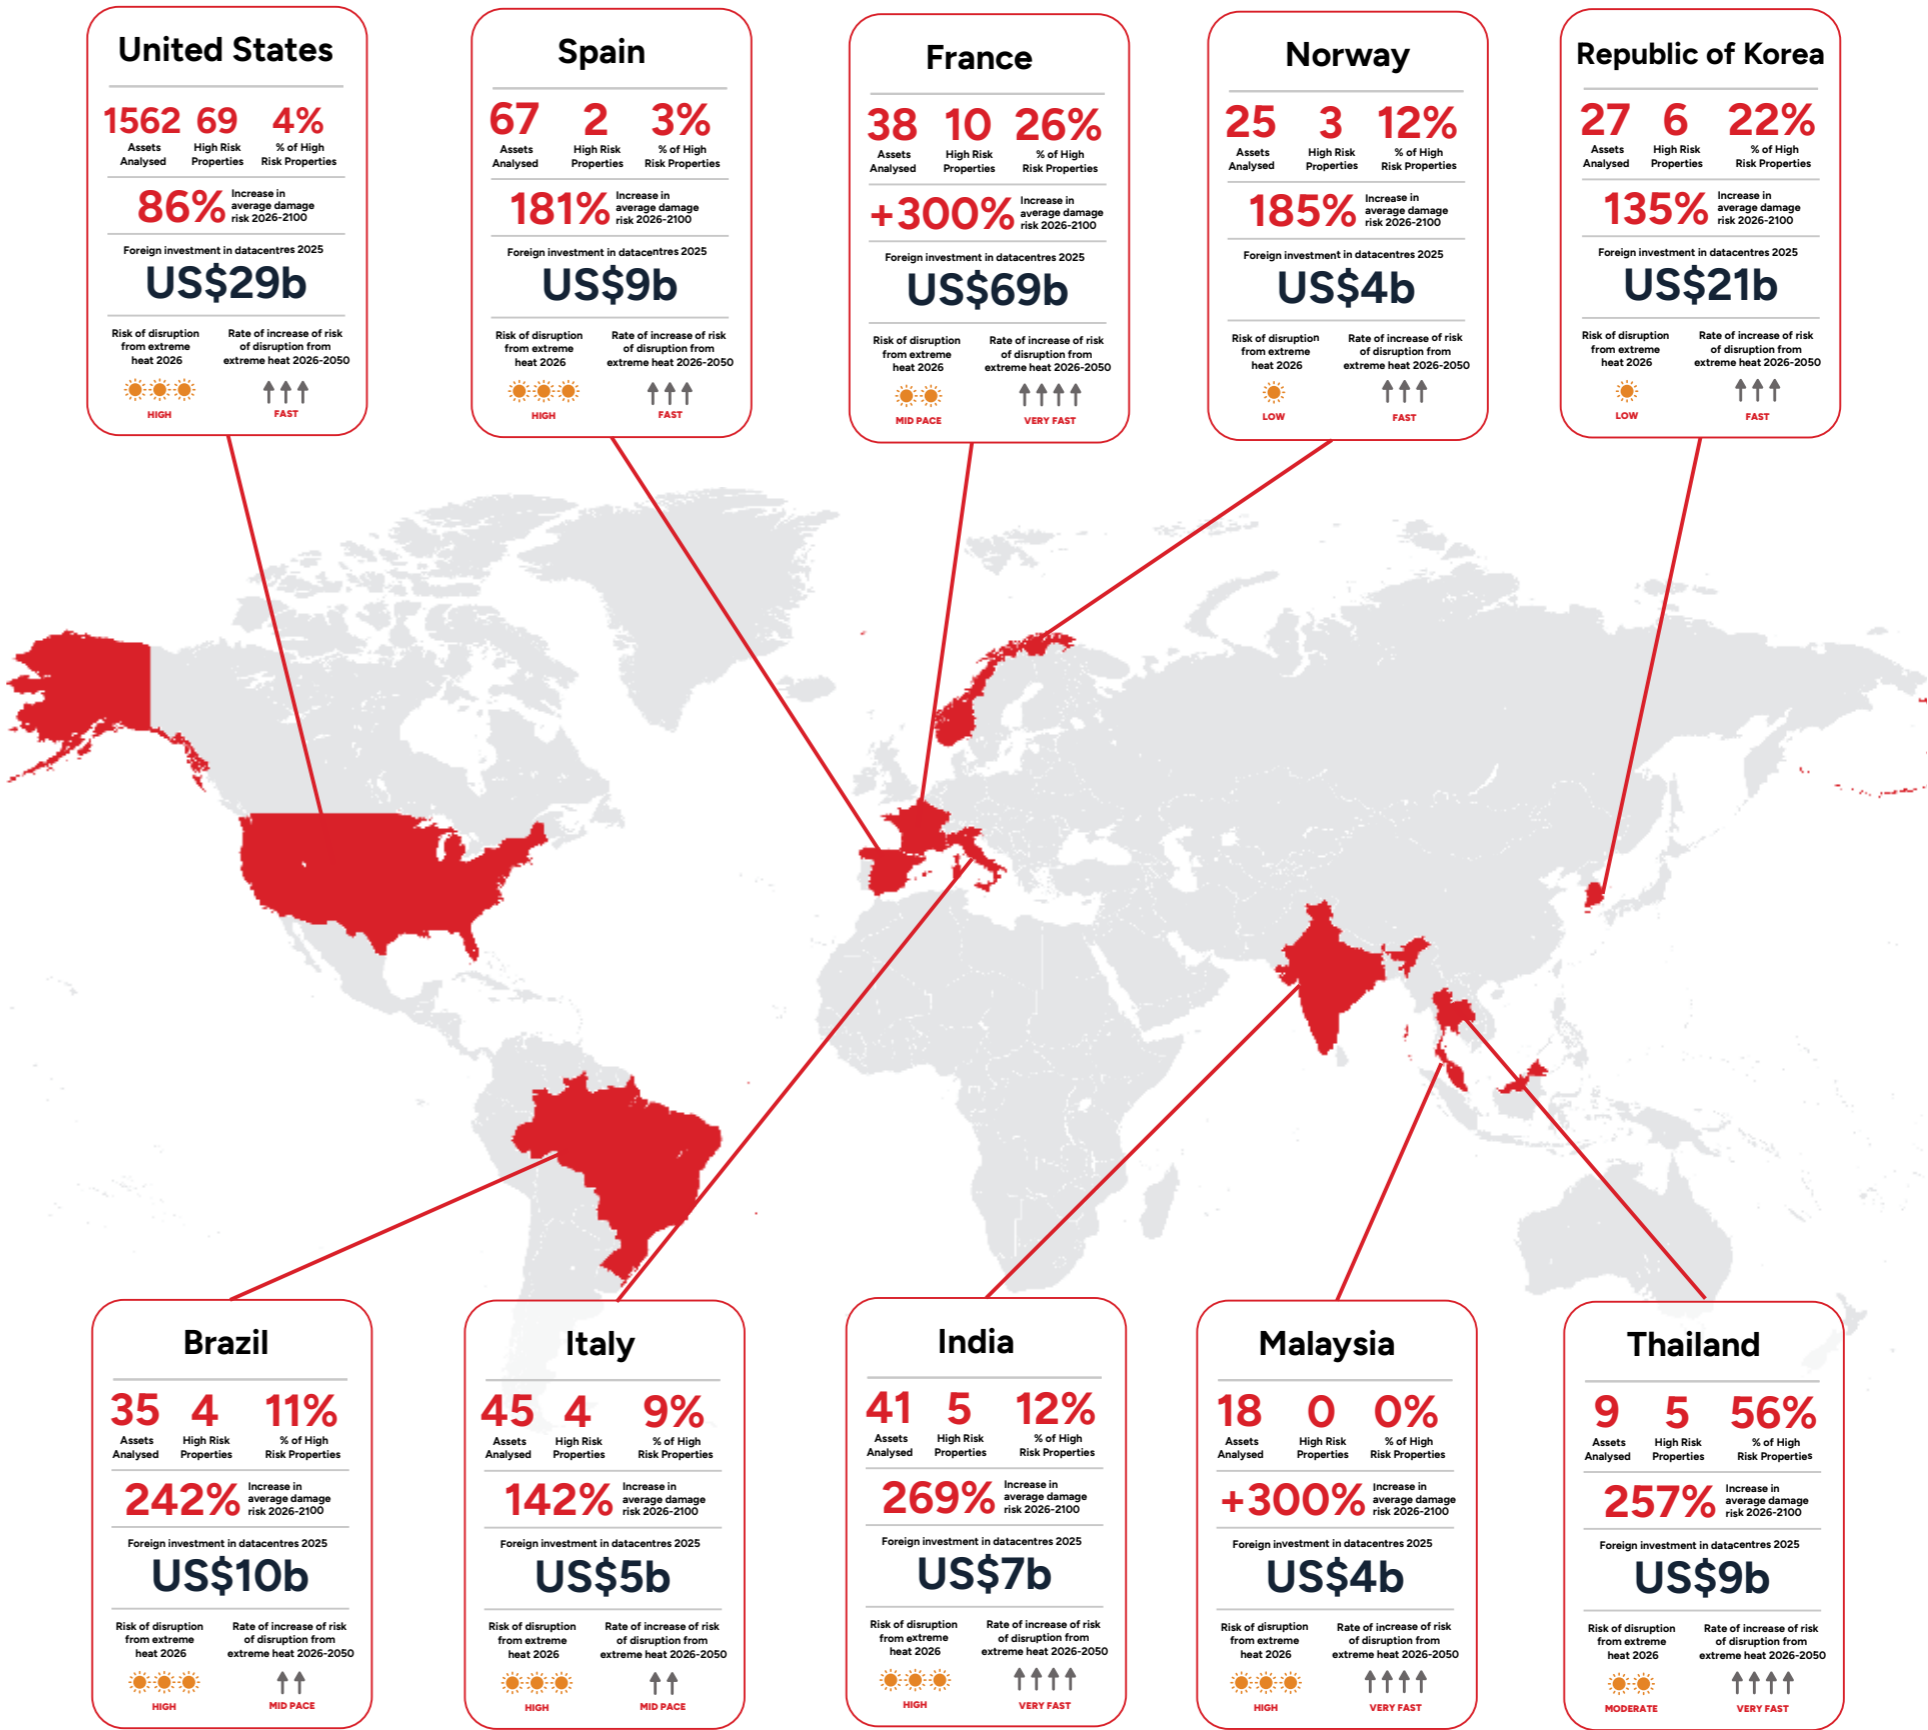 United States
1562 69 4%
Assets Analysed High Risk Properties % of High Risk Properties
86% Increase in average damage risk 2026-2100
Foreign investment in datacentres 2025
US$29b
Risk of disruption from extreme heat 2026 Rate of increase of risk of disruption from extreme heat 2026-2050
HIGH FAST
Spain
67 2 3%
Assets Analysed High Risk Properties % of High Risk Properties
181% Increase in average damage risk 2026-2100
Foreign investment in datacentres 2025
US$9b
Risk of disruption from extreme heat 2026 Rate of increase of risk of disruption from extreme heat 2026-2050
HIGH FAST
France
38 10 26%
Assets Analysed High Risk Properties % of High Risk Properties
+300% Increase in average damage risk 2026-2100
Foreign investment in datacentres 2025
US$69b
Risk of disruption from extreme heat 2026 Rate of increase of risk of disruption from extreme heat 2026-2050
MID PACE VERY FAST
Norway
25 3 12%
Assets Analysed High Risk Properties % of High Risk Properties
185% Increase in average damage risk 2026-2100
Foreign investment in datacentres 2025
US$4b
Risk of disruption from extreme heat 2026 Rate of increase of risk of disruption from extreme heat 2026-2050
LOW FAST
Republic of Korea
27 6 22%
Assets Analysed High Risk Properties % of High Risk Properties
135% Increase in average damage risk 2026-2100
Foreign investment in datacentres 2025
US$21b
Risk of disruption from extreme heat 2026 Rate of increase of risk of disruption from extreme heat 2026-2050
LOW FAST
Brazil
35 4 11%
Assets Analysed High Risk Properties % of High Risk Properties
242% Increase in average damage risk 2026-2100
Foreign investment in datacentres 2025
US$10b
Risk of disruption from extreme heat 2026 Rate of increase of risk of disruption from extreme heat 2026-2050
HIGH MID PACE
Italy
45 4 9%
Assets Analysed High Risk Properties % of High Risk Properties
142% Increase in average damage risk 2026-2100
Foreign investment in datacentres 2025
US$5b
Risk of disruption from extreme heat 2026 Rate of increase of risk of disruption from extreme heat 2026-2050
HIGH MID PACE
India
41 5 12%
Assets Analysed High Risk Properties % of High Risk Properties
269% Increase in average damage risk 2026-2100
Foreign investment in datacentres 2025
US$7b
Risk of disruption from extreme heat 2026 Rate of increase of risk of disruption from extreme heat 2026-2050
HIGH VERY FAST
Malaysia
18 0 0%
Assets Analysed High Risk Properties % of High Risk Properties
+300% Increase in average damage risk 2026-2100
Foreign investment in datacentres 2025
US$4b
Risk of disruption from extreme heat 2026 Rate of increase of risk of disruption from extreme heat 2026-2050
HIGH VERY FAST
Thailand
9 5 56%
Assets Analysed High Risk Properties % of High Risk Properties
257% Increase in average damage risk 2026-2100
Foreign investment in datacentres 2025
US$9b
Risk of disruption from extreme heat 2026 Rate of increase of risk of disruption from extreme heat 2026-2050
MODERATE VERY FAST